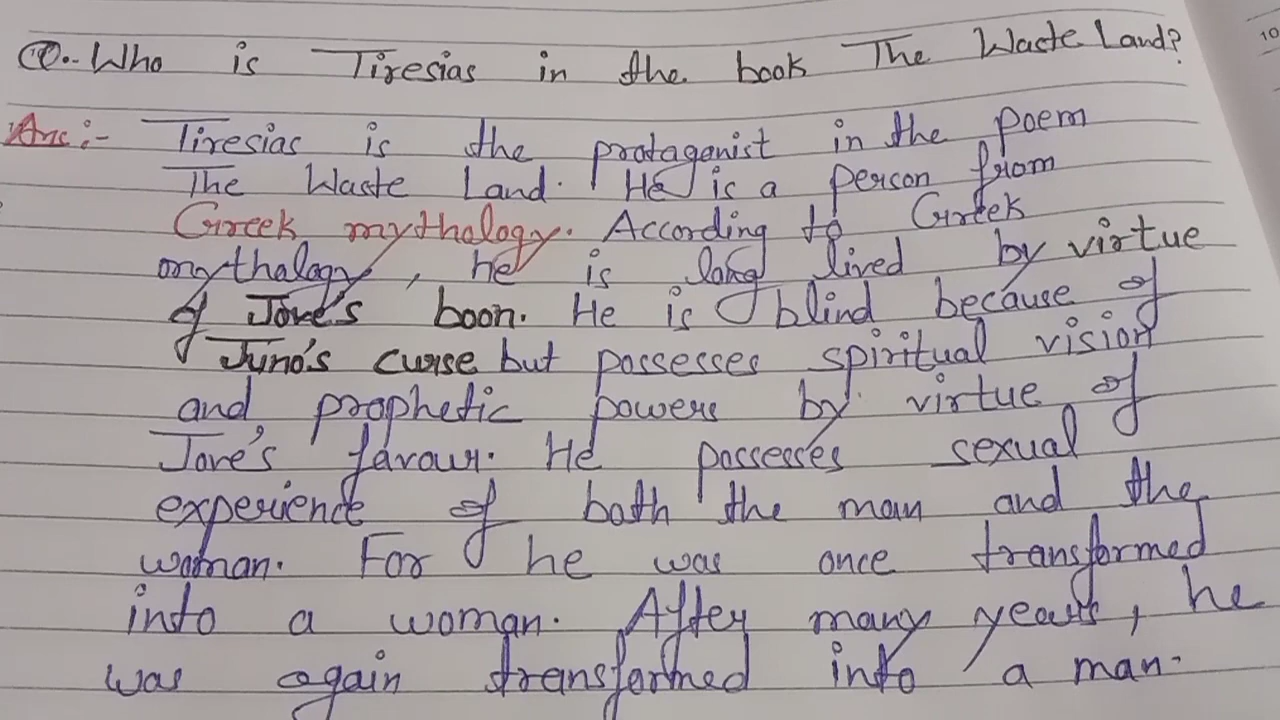 Q.. Who is Tiresias in the book The Waste Land?
Ans:- Tiresias is the protagonist in the poem
The Waste Land. He is a person from
Greek mythology. According to Greek
mythology, he is long lived by virtue
of Jove's boon. He is blind because of
Juno's curse but possesses spiritual vision
and prophetic powers by virtue of
Jove's favour. He possesses sexual
experience of both the man and the
woman. For he was once transformed
into a woman. After many years, he
was again transformed into a man.
10